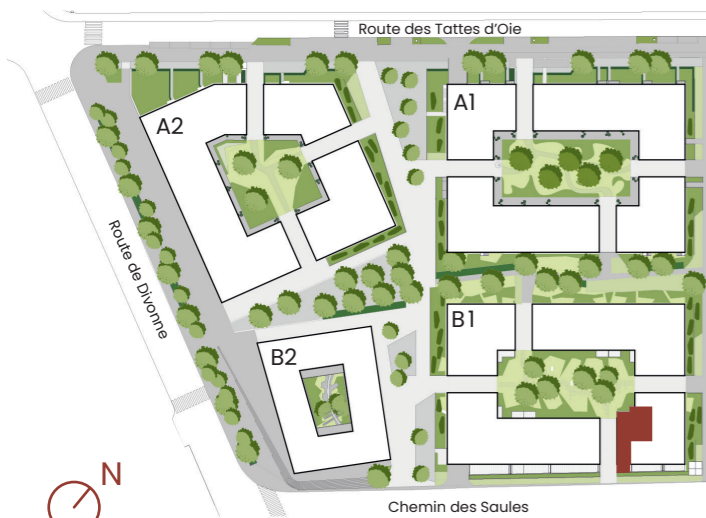 Route des Tattes d'Oie
A2
A1
Route de Divonne
B1
B2
N
Chemin des Saules